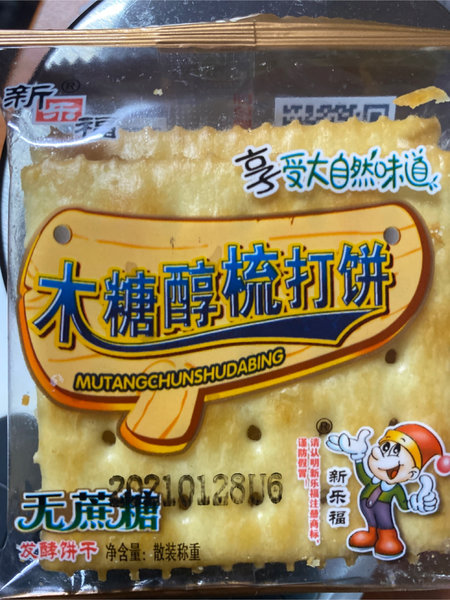 新乐福®
享受大自然味道
木糖醇梳打饼
MUTANGCHUNSHUDABING
®
请认明新乐福注册商标，
谨防假冒！
新乐福
20210128U6
无蔗糖
发酵饼干 净含量：散装称重